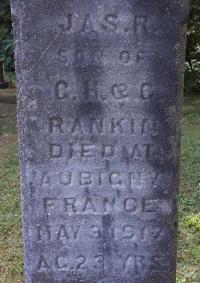 JAS. R.
SON OF
C. H. & C.
RANKIN
DIED AT
AUBIGNY
FRANCE
MAY 3, 1917
AG. 23 YRS.